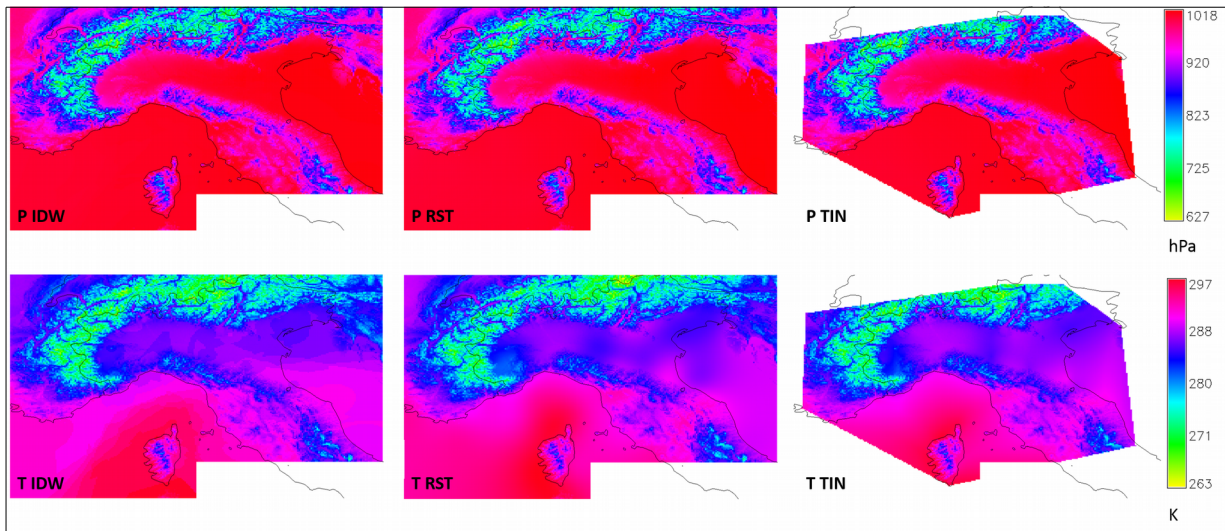 1018
920
823
725
627
hPa
P IDW
P RST
P TIN
297
288
280
271
263
K
T IDW
T RST
T TIN